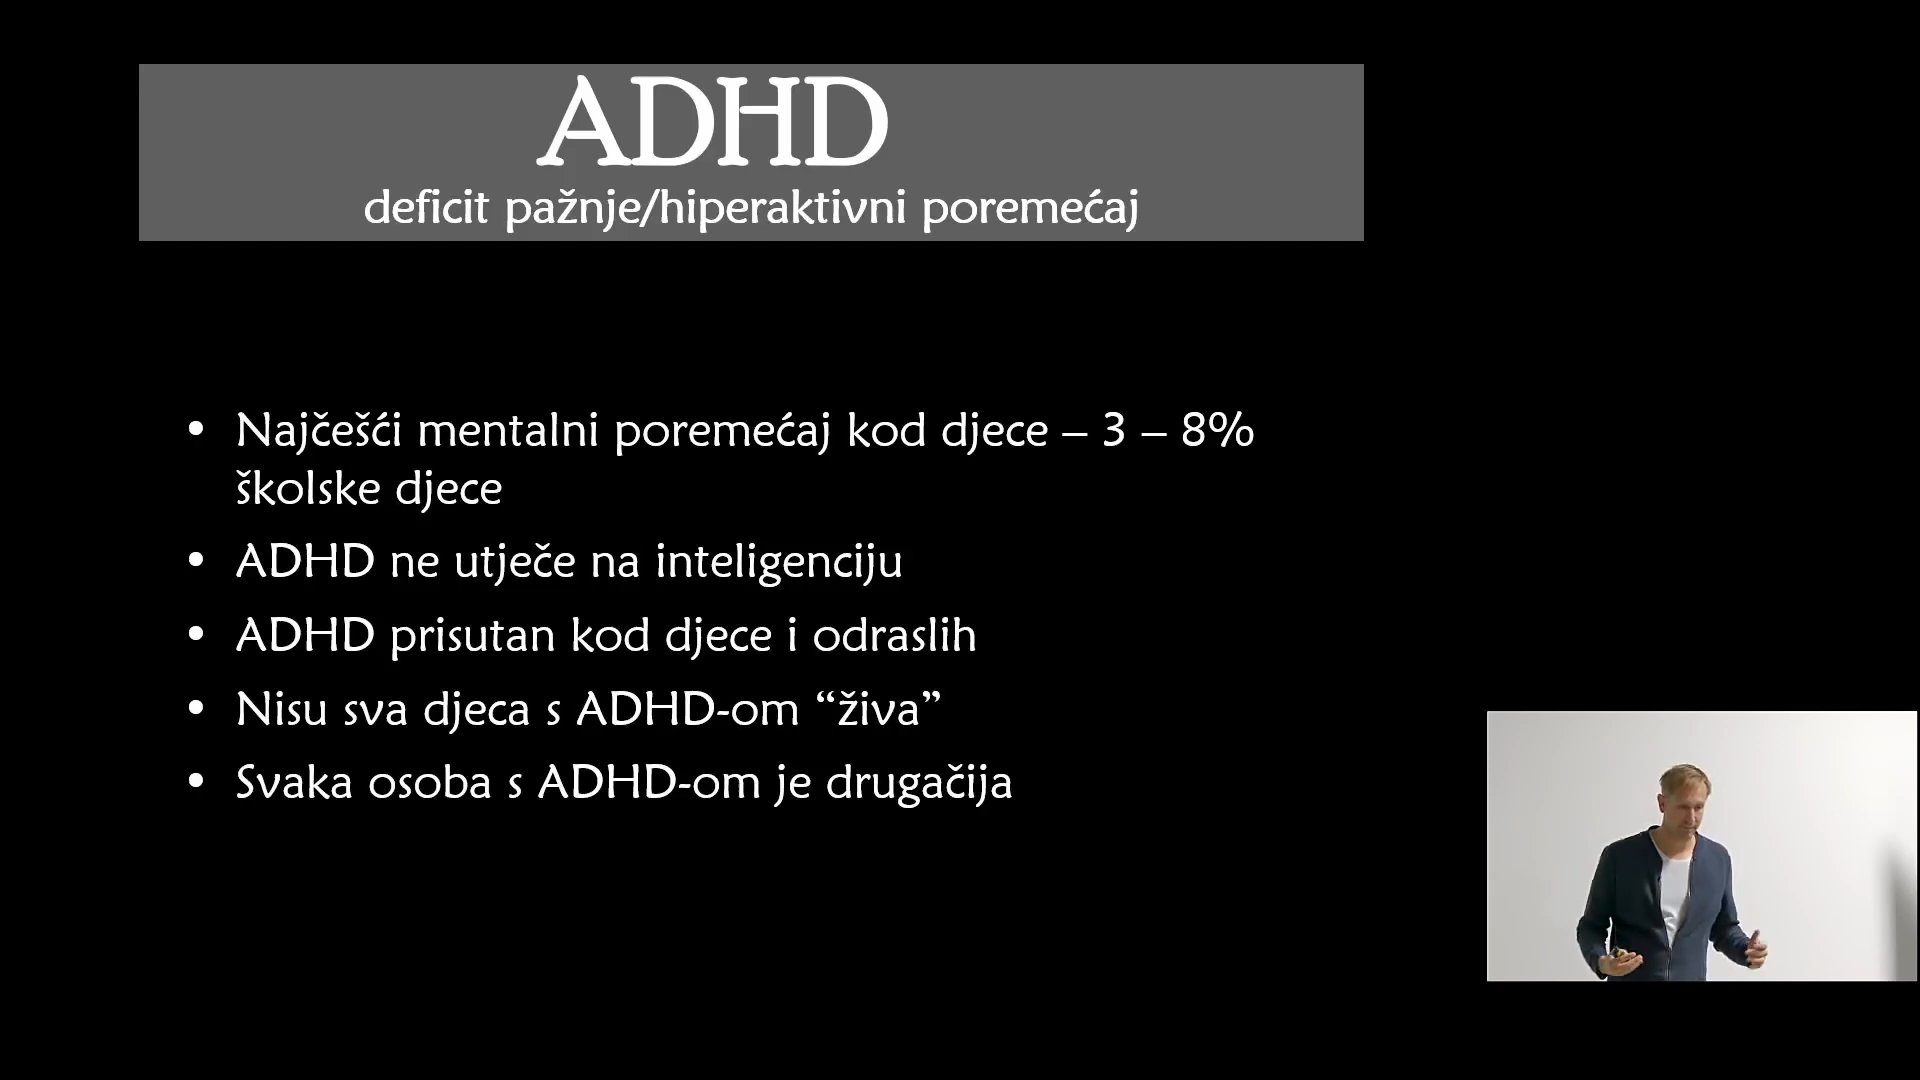 ADHD
deficit pažnje/hiperaktivni poremećaj
• Najčešći mentalni poremećaj kod djece – 3 – 8%
školske djece
• ADHD ne utječe na inteligenciju
• ADHD prisutan kod djece i odraslih
• Nisu sva djeca s ADHD-om “živa”
• Svaka osoba s ADHD-om je drugačija